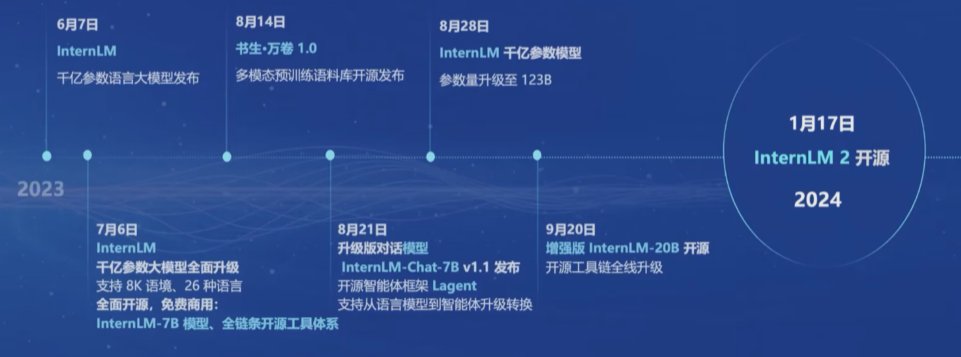 6月7日
InternLM
千亿参数语言大模型发布
8月14日
书生·万卷 1.0
多模态预训练语料库开源发布
8月28日
InternLM 千亿参数模型
参数量升级至 123B
1月17日
InternLM 2 开源
2024
2023
7月6日
InternLM
千亿参数大模型全面升级
支持 8K 语境、26 种语言
全面开源，免费商用：
InternLM-7B 模型、全链条开源工具体系
8月21日
升级版对话模型
InternLM-Chat-7B v1.1 发布
开源智能体框架 Lagent
支持从语言模型到智能体升级转换
9月20日
增强版 InternLM-20B 开源
开源工具链全线升级